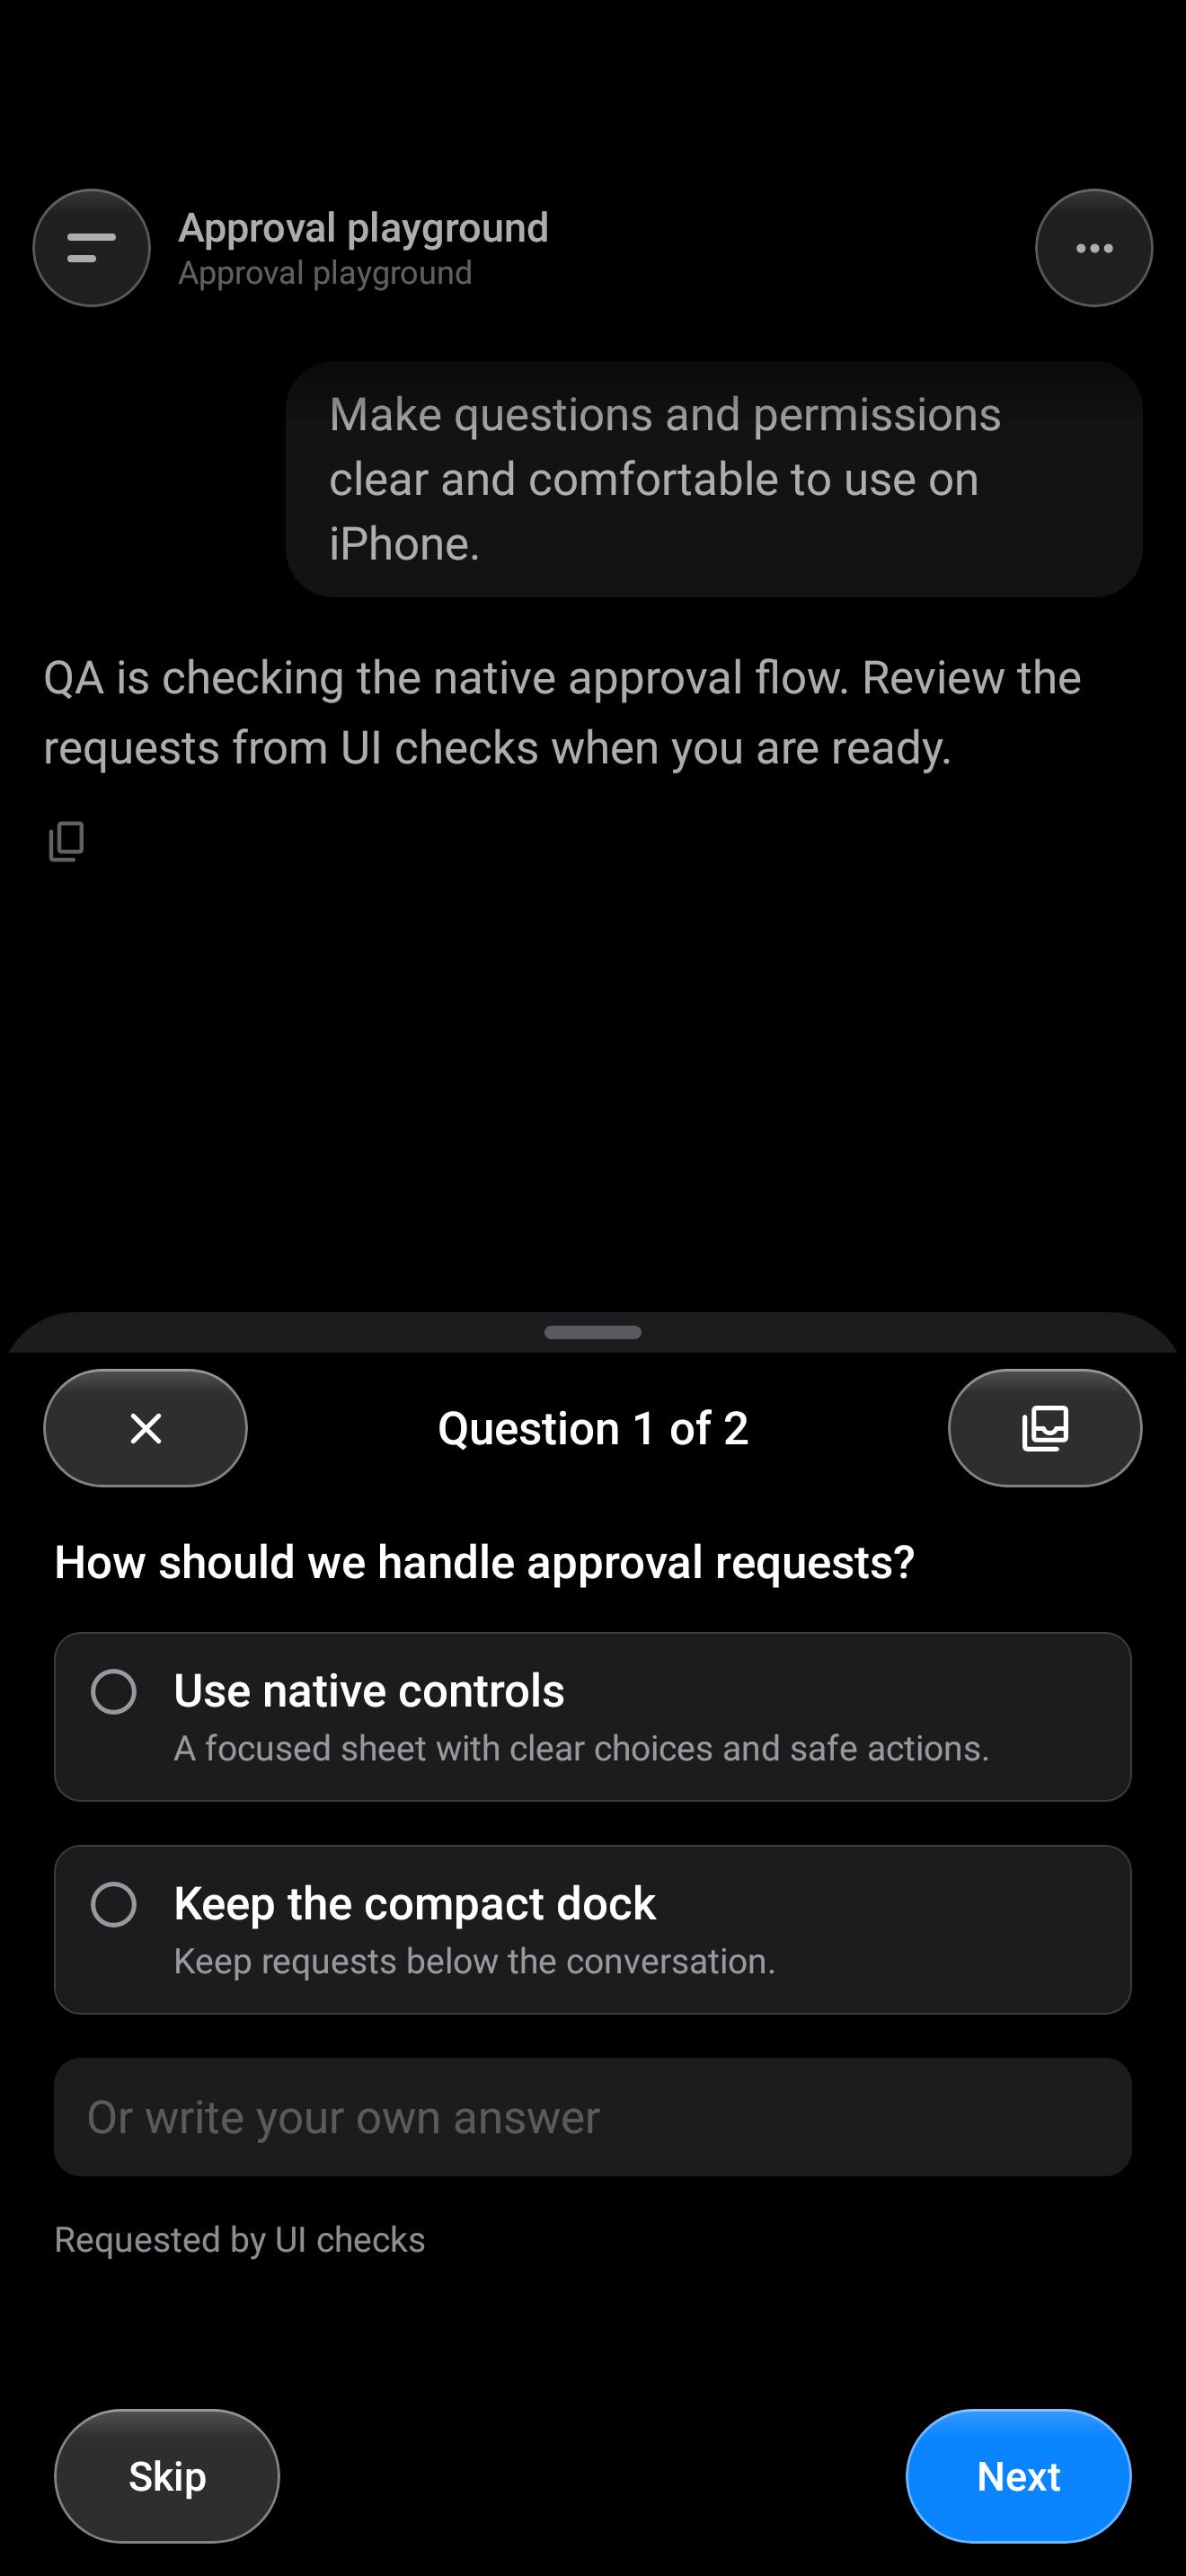 Approval playground
Approval playground
Make questions and permissions
clear and comfortable to use on
iPhone.
QA is checking the native approval flow. Review the
requests from UI checks when you are ready.
Question 1 of 2
How should we handle approval requests?
Use native controls
A focused sheet with clear choices and safe actions.
Keep the compact dock
Keep requests below the conversation.
Or write your own answer
Requested by UI checks
Skip
Next